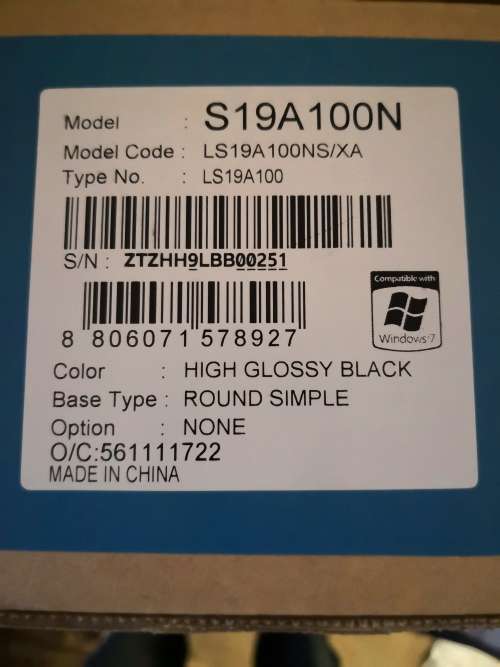 Model : S19A100N
Model Code : LS19A100NS/XA
Type No. : LS19A100
S/N : ZTZHH9LBB00251
8 806071 578927
Compatible with
Windows 7
Color : HIGH GLOSSY BLACK
Base Type : ROUND SIMPLE
Option : NONE
O/C:561111722
MADE IN CHINA